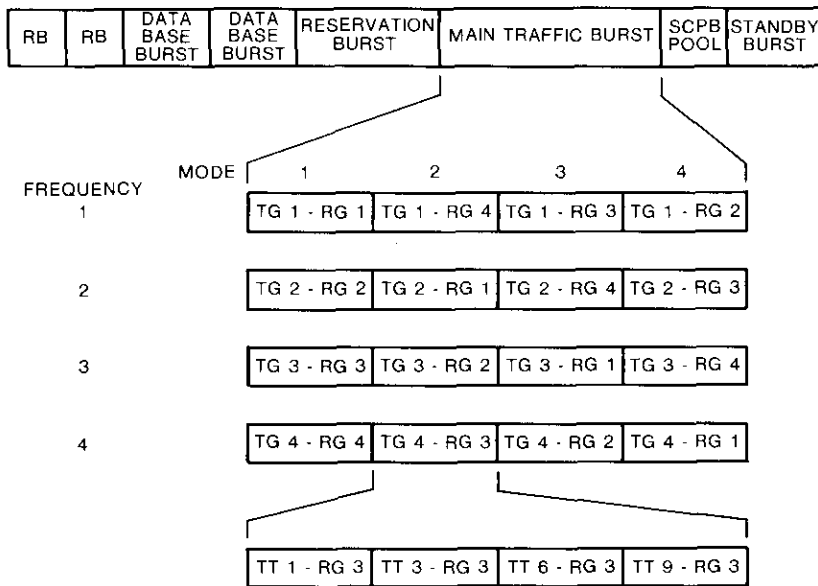 RB RB DATA BASE BURST DATA BASE BURST RESERVATION BURST MAIN TRAFFIC BURST SCPB POOL STANDBY BURST
MODE 1 2 3 4
FREQUENCY
1 TG 1 - RG 1 TG 1 - RG 4 TG 1 - RG 3 TG 1 - RG 2
2 TG 2 - RG 2 TG 2 - RG 1 TG 2 - RG 4 TG 2 - RG 3
3 TG 3 - RG 3 TG 3 - RG 2 TG 3 - RG 1 TG 3 - RG 4
4 TG 4 - RG 4 TG 4 - RG 3 TG 4 - RG 2 TG 4 - RG 1
TT 1 - RG 3 TT 3 - RG 3 TT 6 - RG 3 TT 9 - RG 3